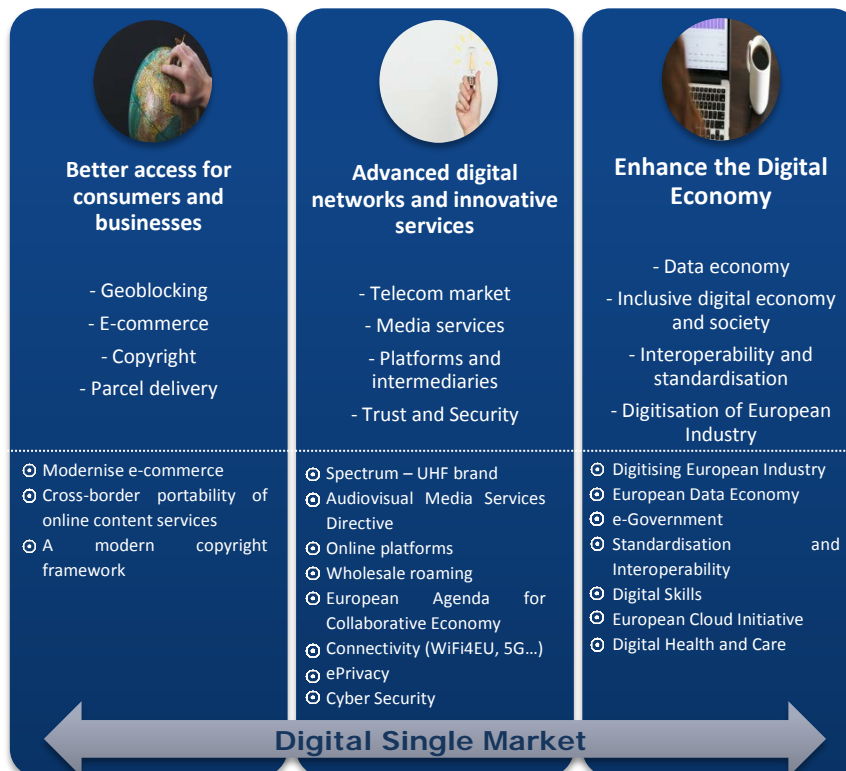 Better access for
consumers and
businesses
- Geoblocking
- E-commerce
- Copyright
- Parcel delivery
Modernise e-commerce
Cross-border portability of
online content services
A modern copyright
framework
Advanced digital
networks and innovative
services
- Telecom market
- Media services
- Platforms and
intermediaries
- Trust and Security
Spectrum – UHF brand
Audiovisual Media Services
Directive
Online platforms
Wholesale roaming
European Agenda for
Collaborative Economy
Connectivity (WiFi4EU, 5G...)
ePrivacy
Cyber Security
Enhance the Digital
Economy
- Data economy
- Inclusive digital economy
and society
- Interoperability and
standardisation
- Digitisation of European
Industry
Digitising European Industry
European Data Economy
e-Government
Standardisation and
Interoperability
Digital Skills
European Cloud Initiative
Digital Health and Care
Digital Single Market